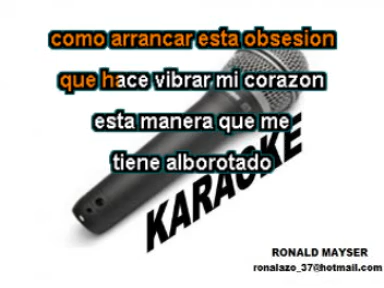 como arrancar esta obsesion
que hace vibrar mi corazon
esta manera que me
tiene alborotado
KARAOKE
RONALD MAYSER
ronalazo_37@hotmail.com